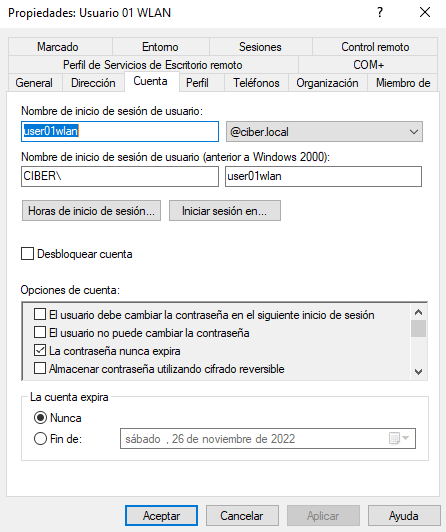 Propiedades: Usuario 01 WLAN ? ×
Marcado Entorno Sesiones Control remoto
Perfil de Servicios de Escritorio remoto COM+
General Dirección Cuenta Perfil Teléfonos Organización Miembro de
Nombre de inicio de sesión de usuario:
user01wlan @ciber.local
Nombre de inicio de sesión de usuario (anterior a Windows 2000):
CIBER\ user01wlan
Horas de inicio de sesión... Iniciar sesión en...
Desbloquear cuenta
Opciones de cuenta:
El usuario debe cambiar la contraseña en el siguiente inicio de sesión
El usuario no puede cambiar la contraseña
La contraseña nunca expira
Almacenar contraseña utilizando cifrado reversible
La cuenta expira
Nunca
Fin de: sábado , 26 de noviembre de 2022
Aceptar Cancelar Aplicar Ayuda